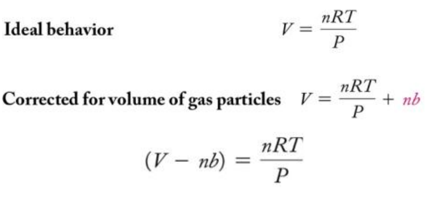 Ideal behavior V = nRT / P
Corrected for volume of gas particles V = nRT / P + nb
(V − nb) = nRT / P